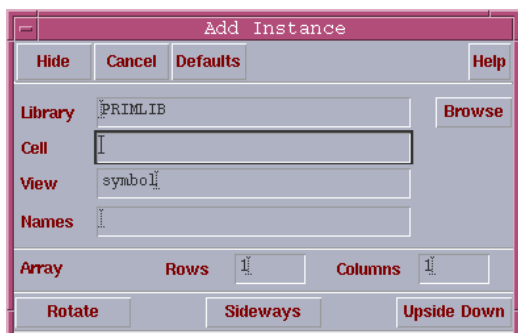 Add Instance
Hide Cancel Defaults Help
Library PRIMLIB Browse
Cell
View symbol
Names
Array Rows 1 Columns 1
Rotate Sideways Upside Down